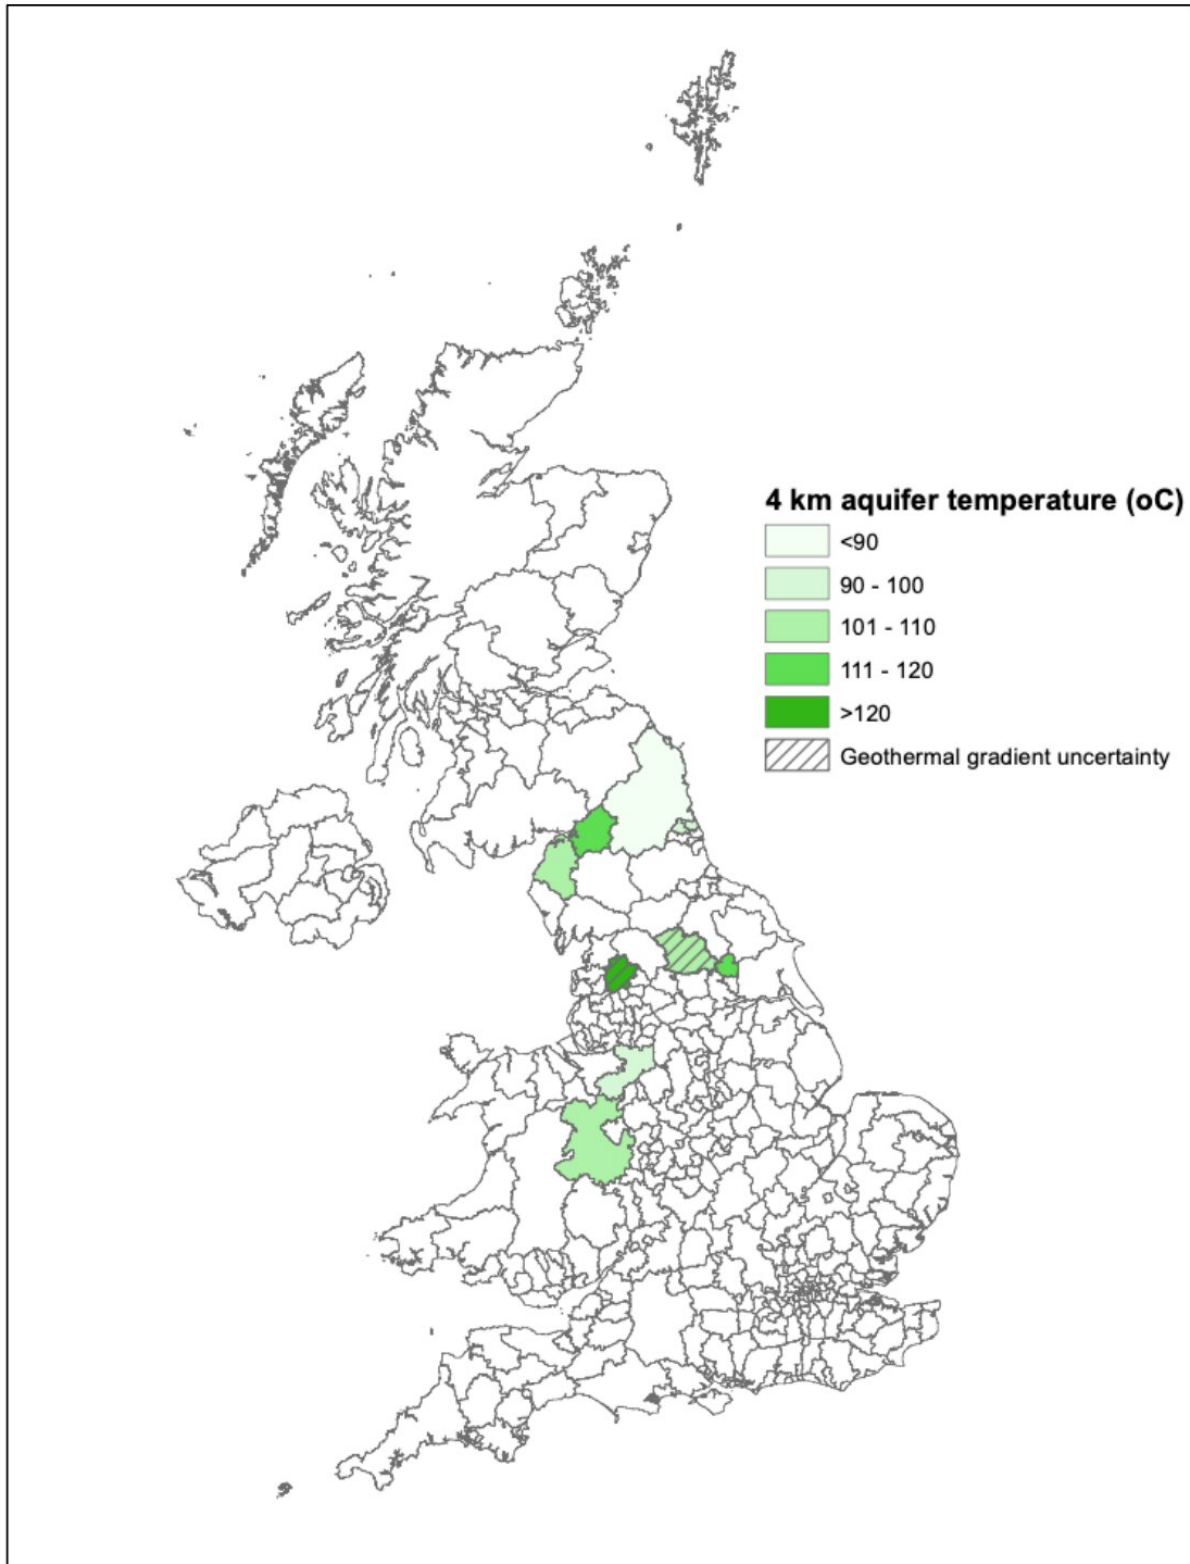 4 km aquifer temperature (oC)
<90
90 - 100
101 - 110
111 - 120
>120
Geothermal gradient uncertainty